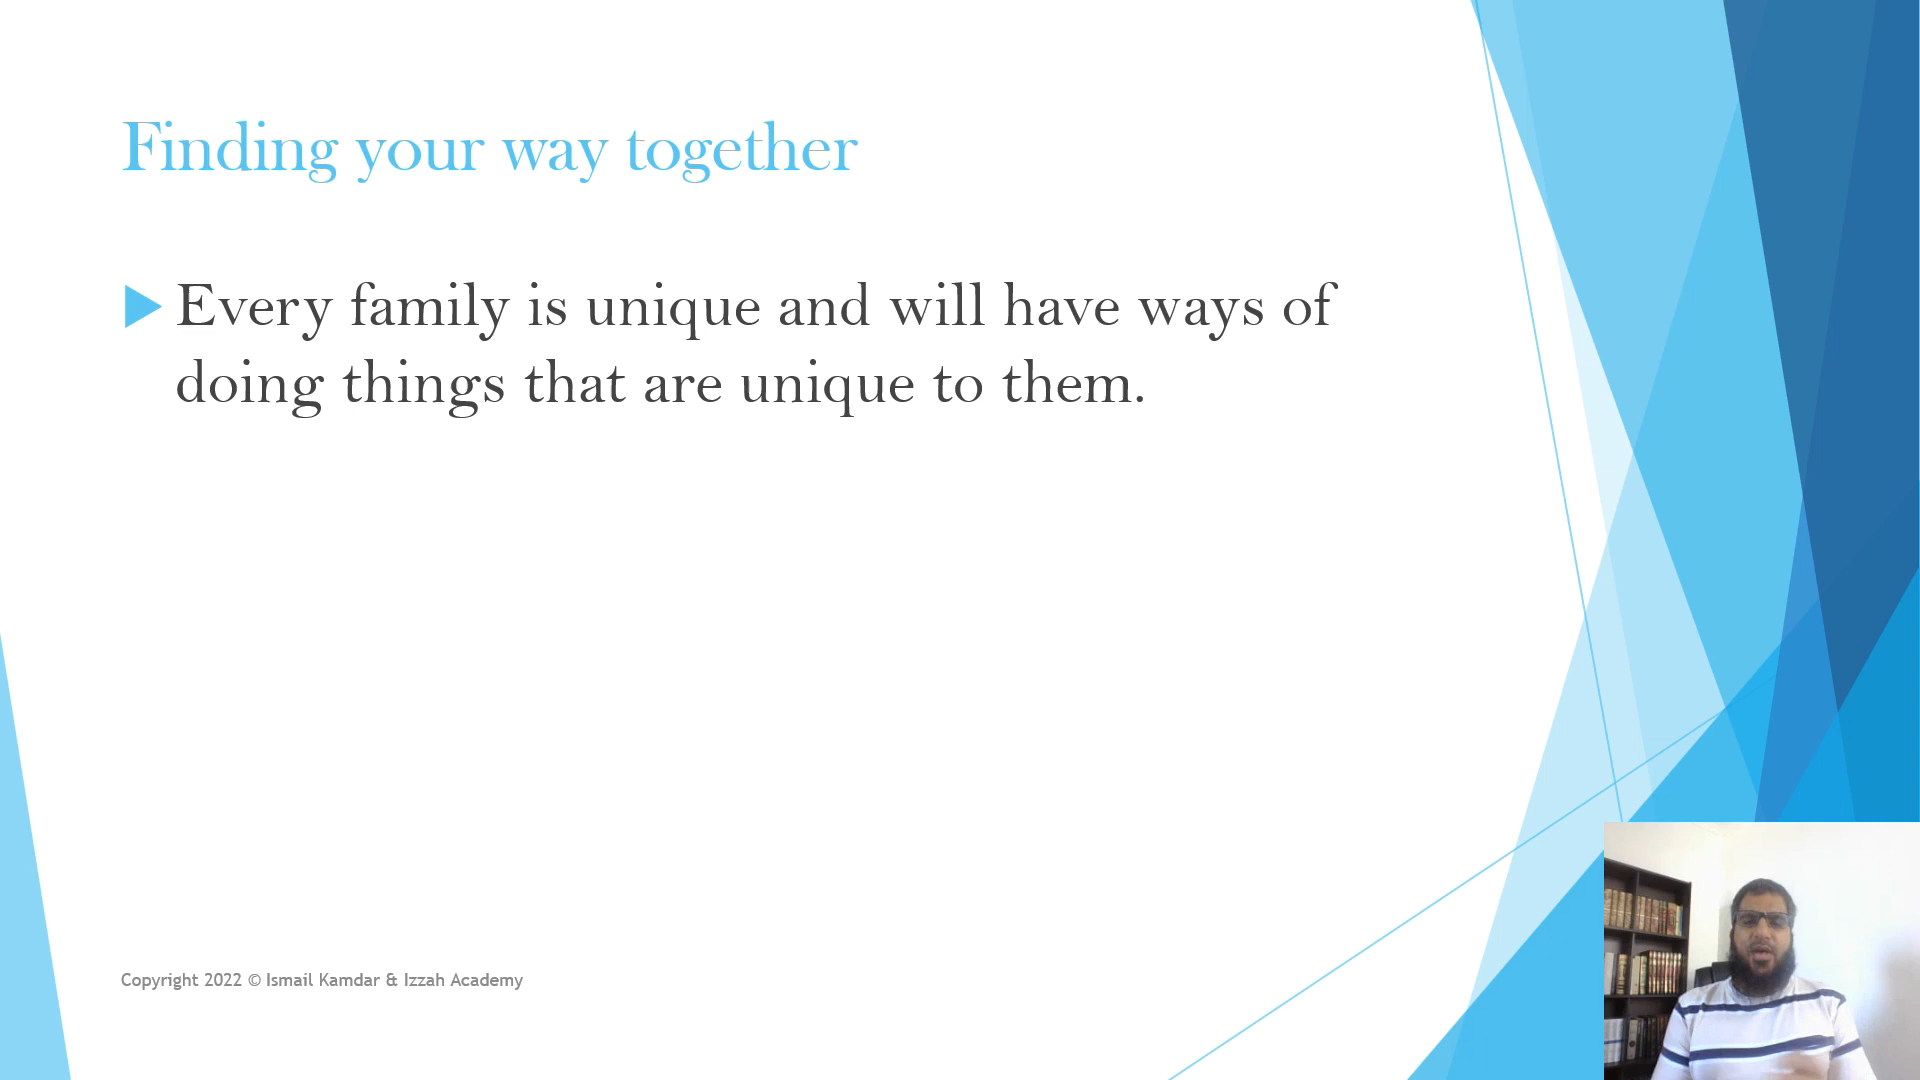 Finding your way together
Every family is unique and will have ways of
doing things that are unique to them.
Copyright 2022 © Ismail Kamdar & Izzah Academy